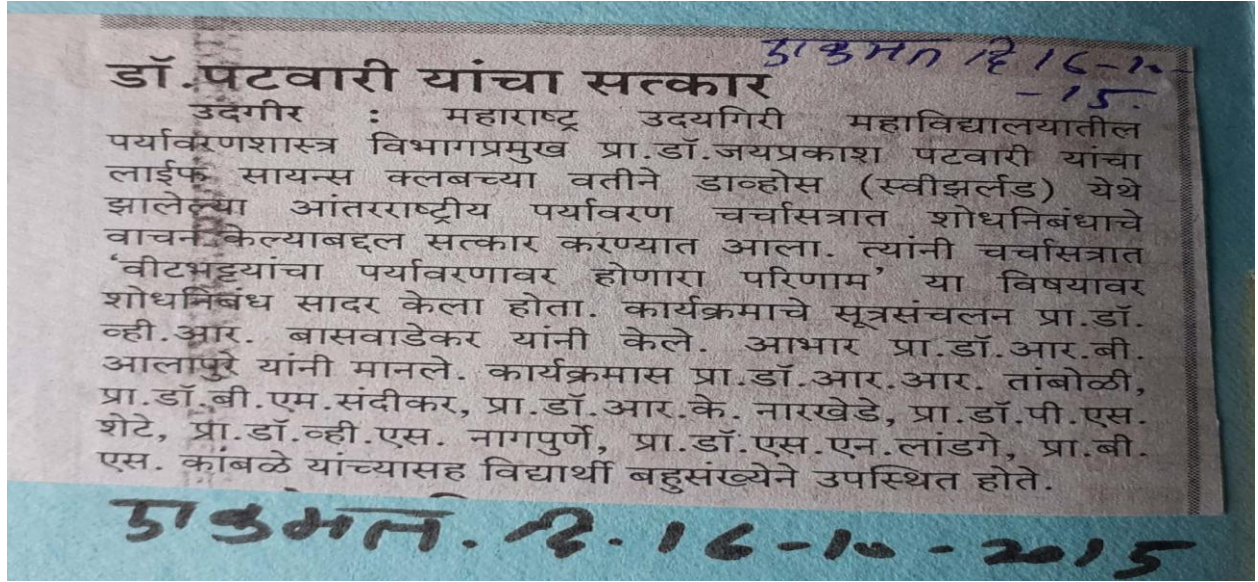 डॉ.पटवारी यांचा सत्कार
दि 16-10-
-15.
उदगीर : महाराष्ट्र उदयगिरी महाविद्यालयातील
पर्यावरणशास्त्र विभागप्रमुख प्रा.डॉ.जयप्रकाश पटवारी यांचा
लाईफ सायन्स क्लबच्या वतीने डाव्होस (स्वीझर्लंड) येथे
झालेल्या आंतरराष्ट्रीय पर्यावरण चर्चासत्रात शोधनिबंधाचे
वाचन केल्याबद्दल सत्कार करण्यात आला. त्यांनी चर्चासत्रात
'वीटभट्ट्यांचा पर्यावरणावर होणारा परिणाम' या विषयावर
शोधनिबंध सादर केला होता. कार्यक्रमाचे सूत्रसंचलन प्रा.डॉ.
व्ही.आर. बासवाडेकर यांनी केले. आभार प्रा.डॉ.आर.बी.
आलापुरे यांनी मानले. कार्यक्रमास प्रा.डॉ.आर.आर. तांबोळी,
प्रा.डॉ.बी.एम.संदीकर, प्रा.डॉ.आर.के. नारखेडे, प्रा.डॉ.पी.एस.
शेटे, प्रा.डॉ.व्ही.एस. नागपुर्णे, प्रा.डॉ.एस.एन.लांडगे, प्रा.बी.
एस. कांबळे यांच्यासह विद्यार्थी बहुसंख्येने उपस्थित होते.
दि. 16-10-2015